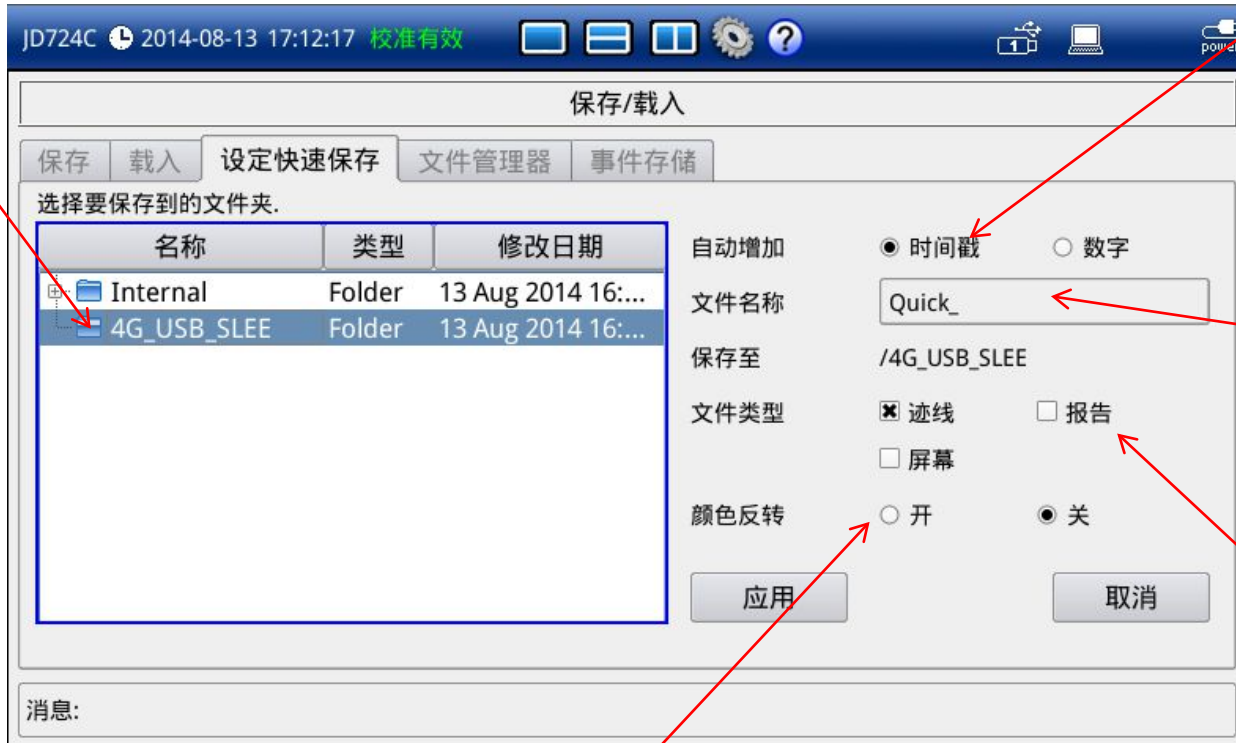 JD724C 2014-08-13 17:12:17 校准有效 ? 1 power
保存/载入
保存 载入 设定快速保存 文件管理器 事件存储
选择要保存到的文件夹.
名称 类型 修改日期
Internal Folder 13 Aug 2014 16:...
4G_USB_SLEE Folder 13 Aug 2014 16:...
自动增加 时间戳 数字
文件名称 Quick_
保存至 /4G_USB_SLEE
文件类型 迹线 报告
屏幕
颜色反转 开 关
应用 取消
消息: